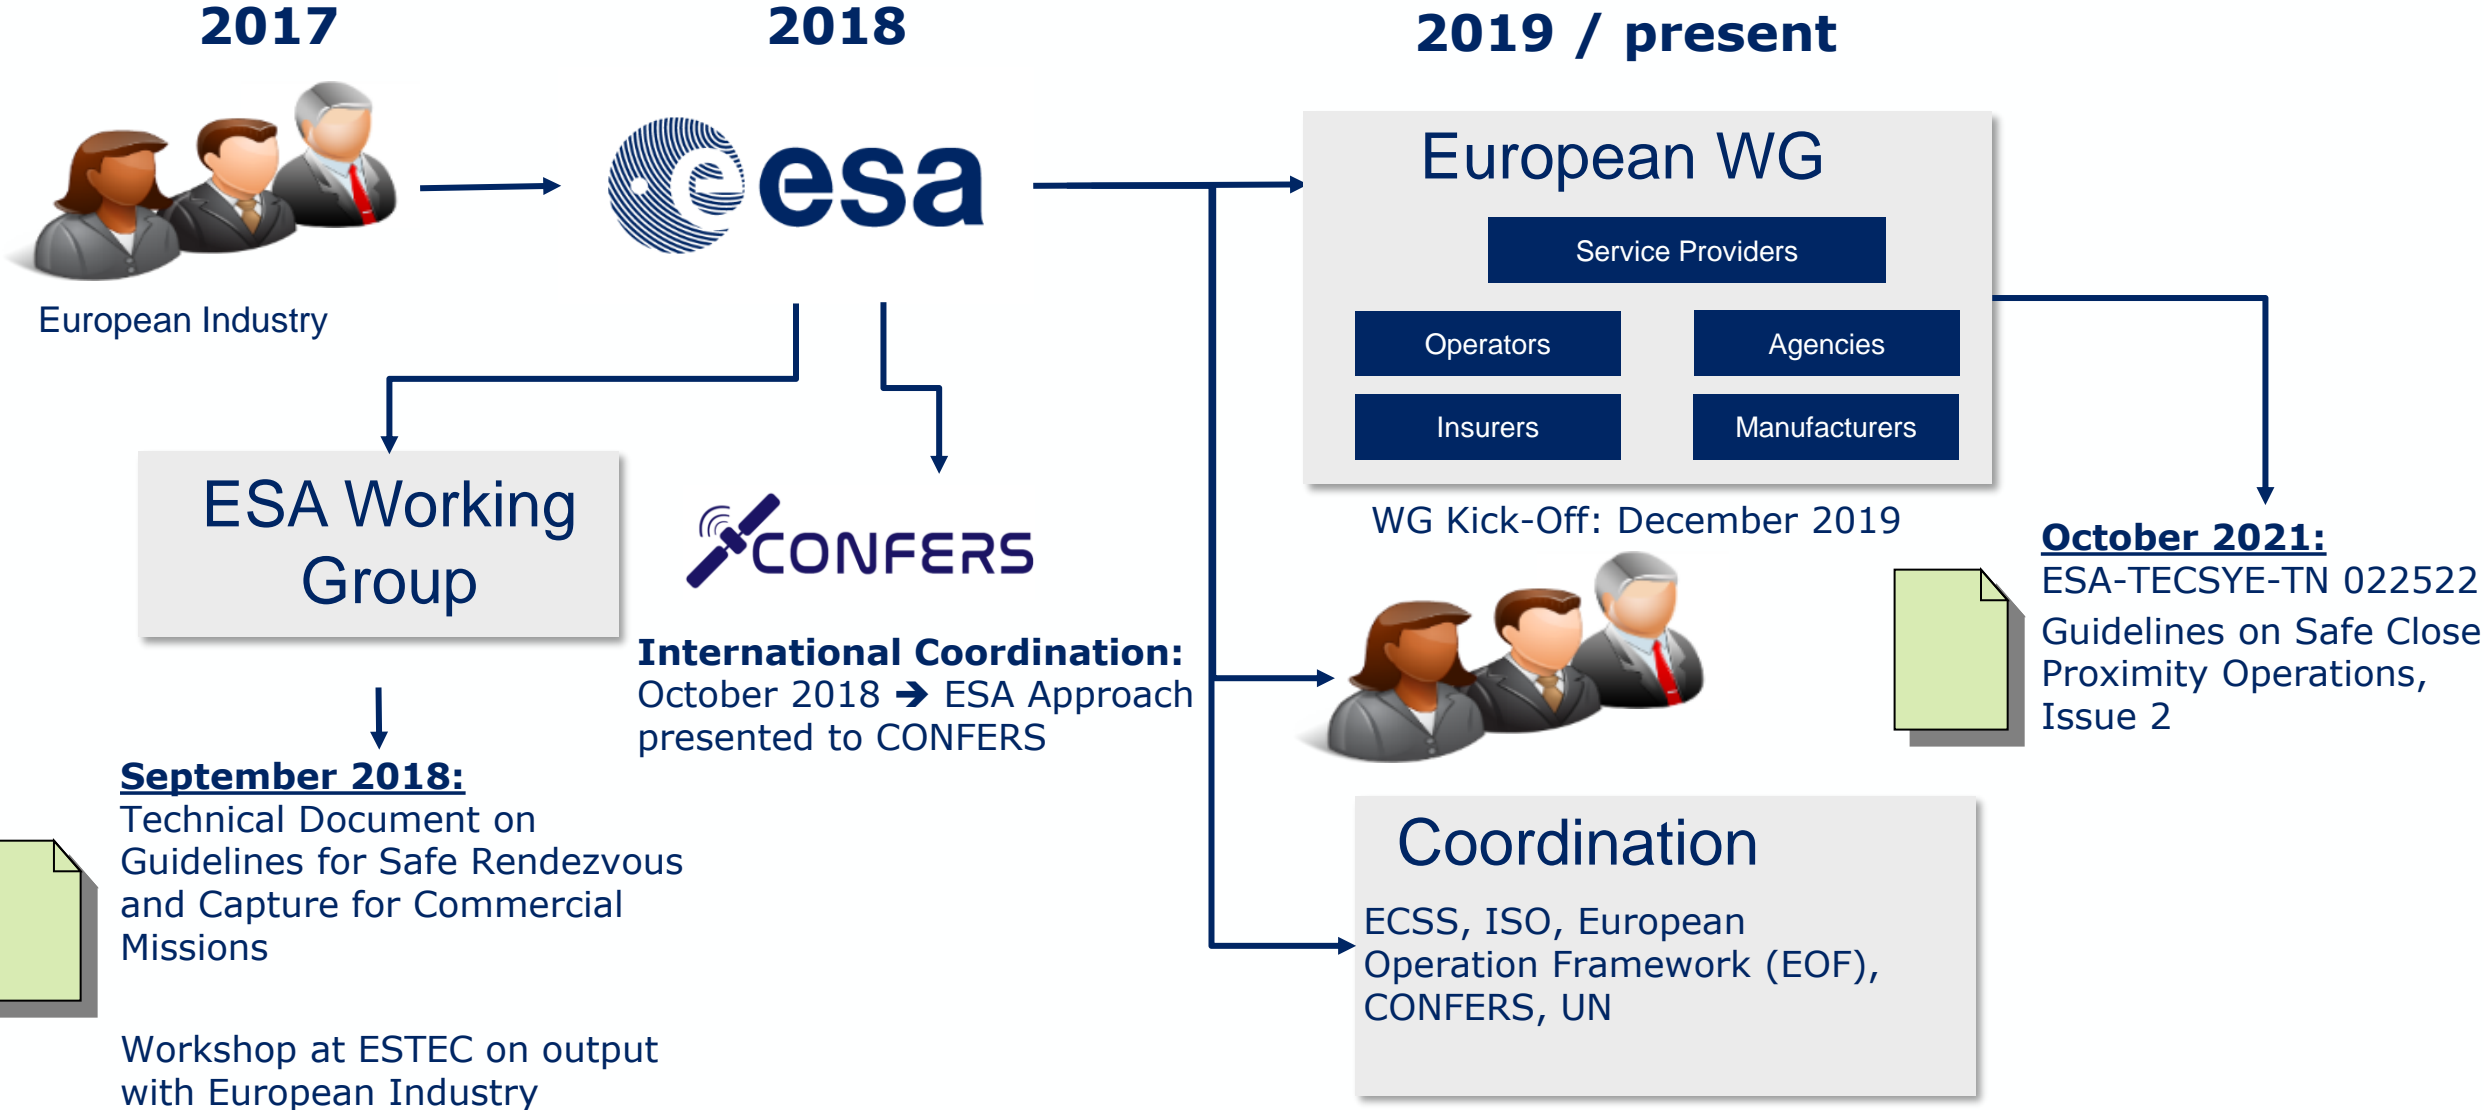 2017
2018
2019 / present
European Industry
esa
European WG
Service Providers
Operators
Agencies
Insurers
Manufacturers
WG Kick-Off: December 2019
ESA Working
Group
CONFERS
International Coordination:
October 2018 ➔ ESA Approach
presented to CONFERS
September 2018:
Technical Document on
Guidelines for Safe Rendezvous
and Capture for Commercial
Missions
Workshop at ESTEC on output
with European Industry
October 2021:
ESA-TECSYE-TN 022522
Guidelines on Safe Close
Proximity Operations,
Issue 2
Coordination
ECSS, ISO, European
Operation Framework (EOF),
CONFERS, UN